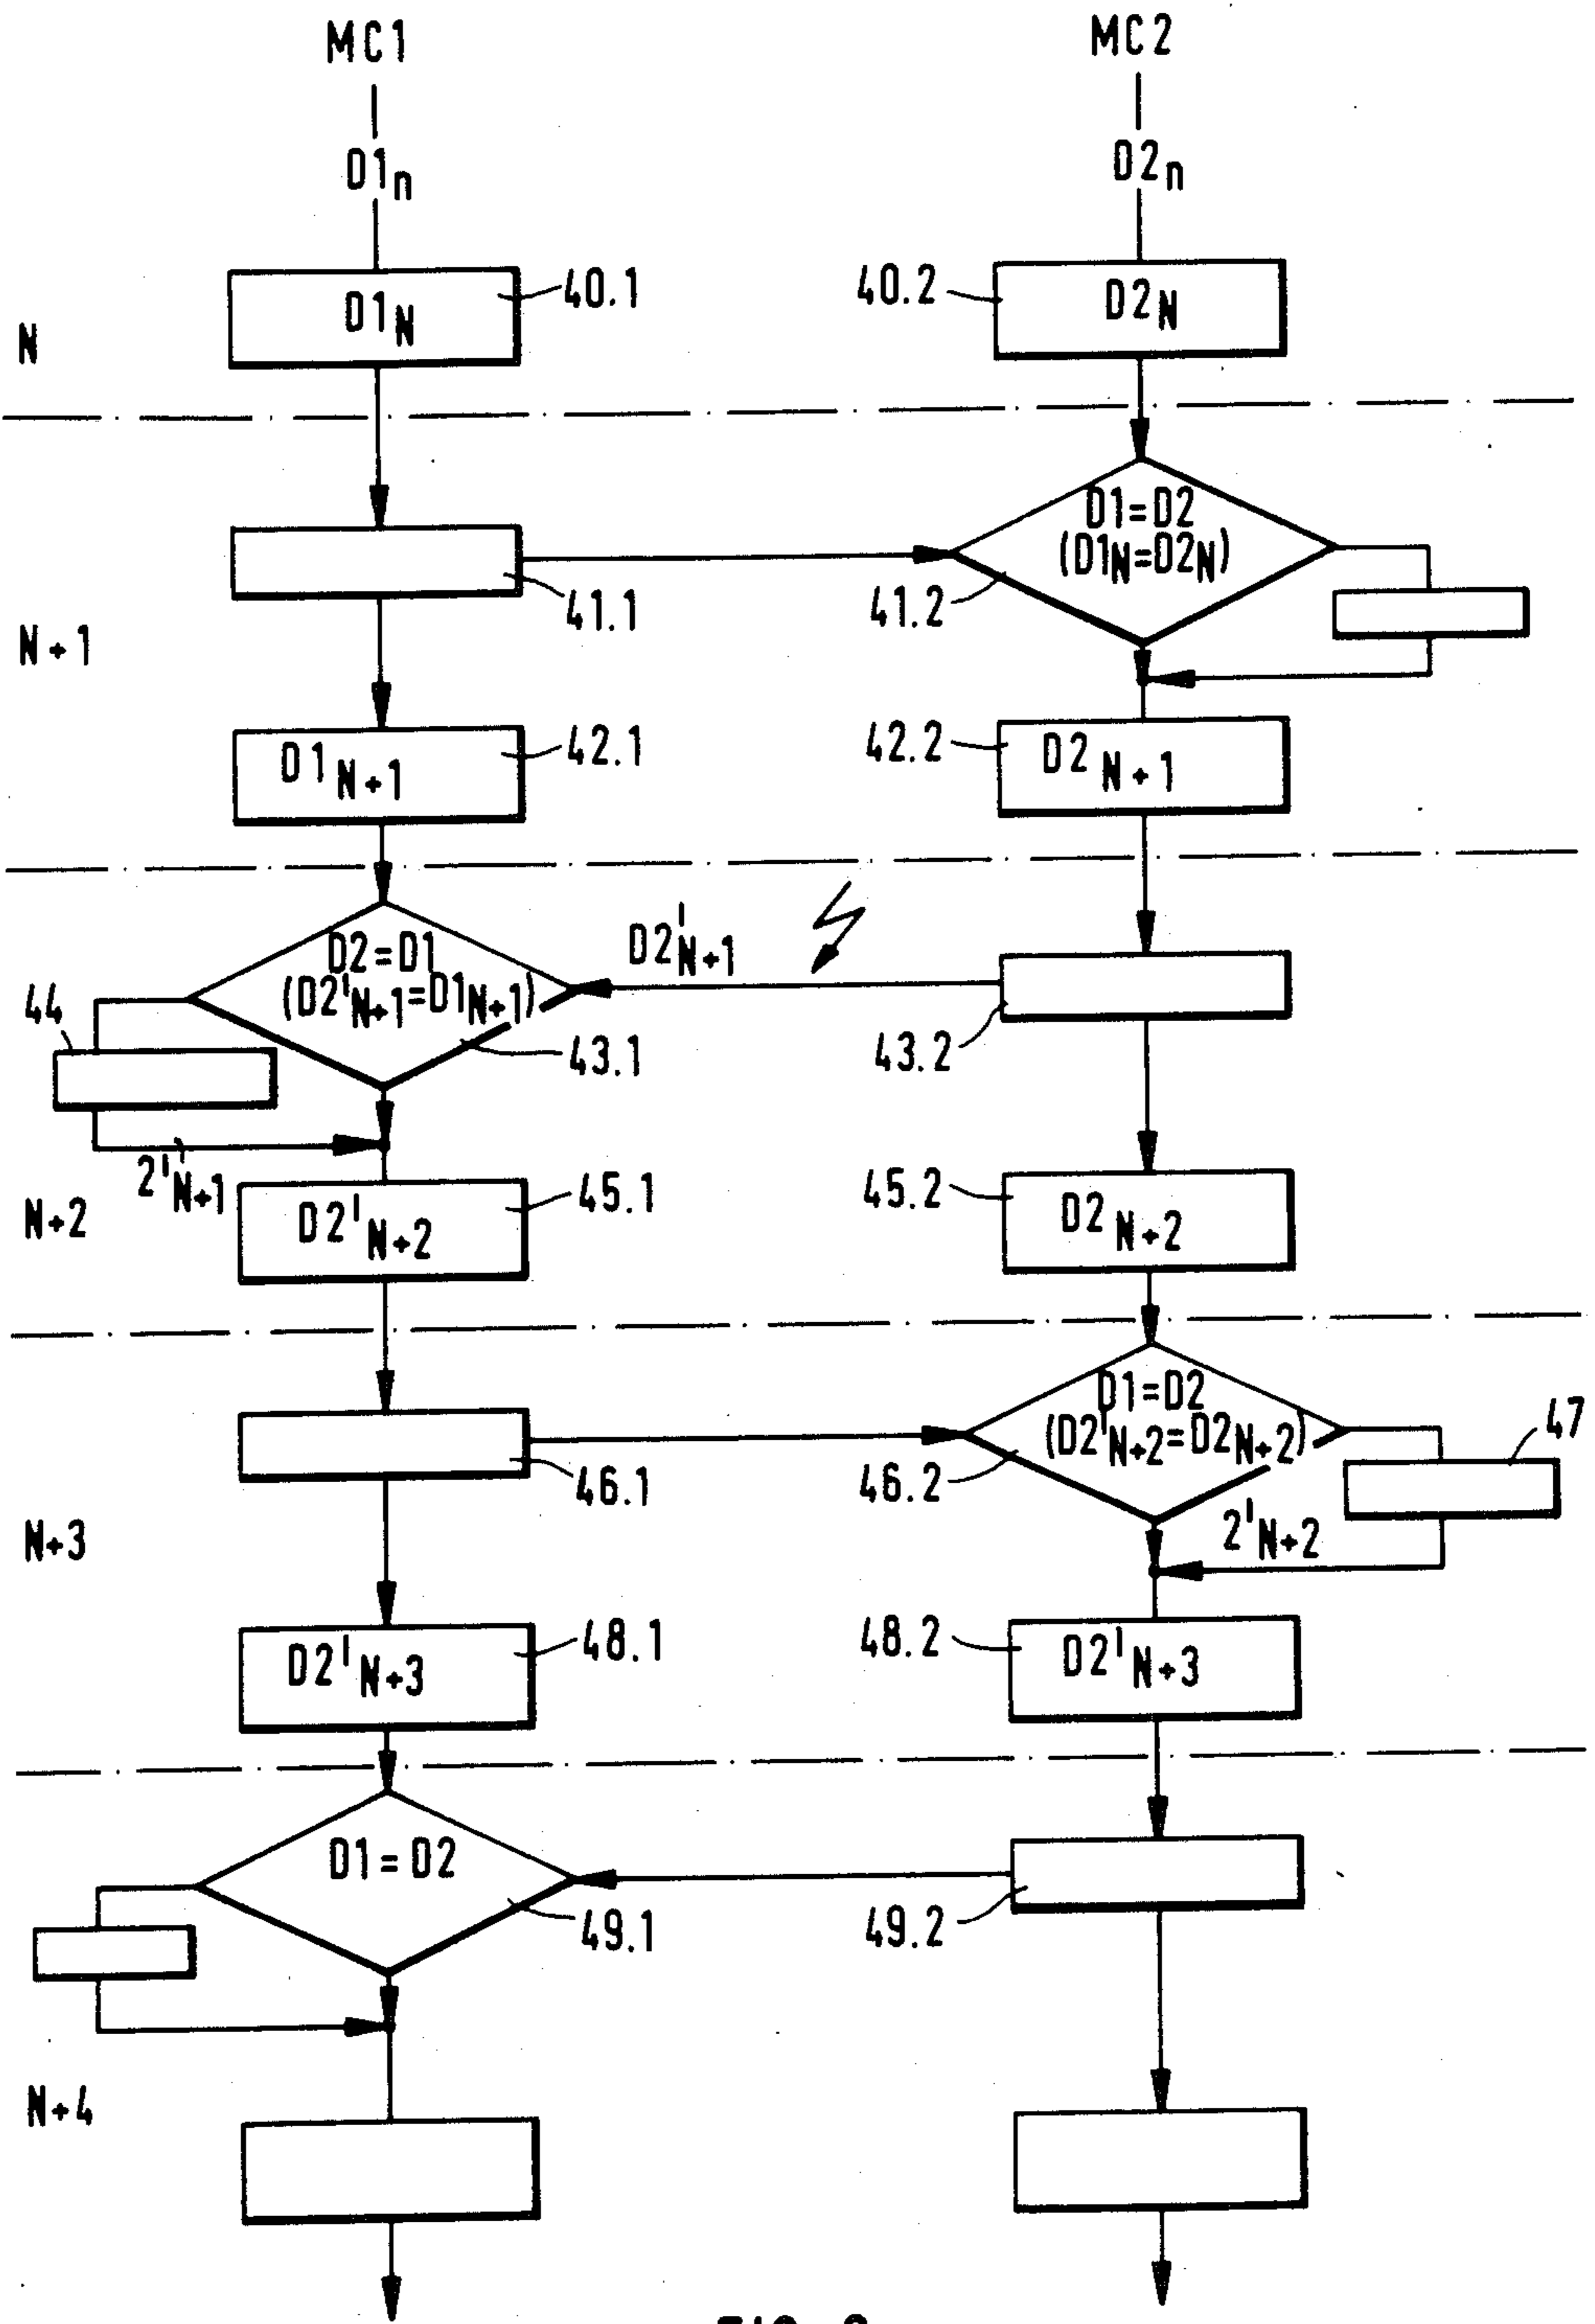 MC1 MC2
D1n D2n
D1N 40.1 40.2 D2N
N
D1=D2
(D1N=D2N)
41.1 41.2
N+1
D1N+1 42.1 42.2 D2N+1
D2'N+1
D2=D1
(D2'N+1=D1N+1)
44 43.1 43.2
2'N+1
N+2
D2'N+2 45.1 45.2 D2N+2
D1=D2
(D2'N+2=D2N+2)
47
46.1 46.2
N+3
2'N+2
D2'N+3 48.1 48.2 D2'N+3
D1=D2
49.1 49.2
N+4